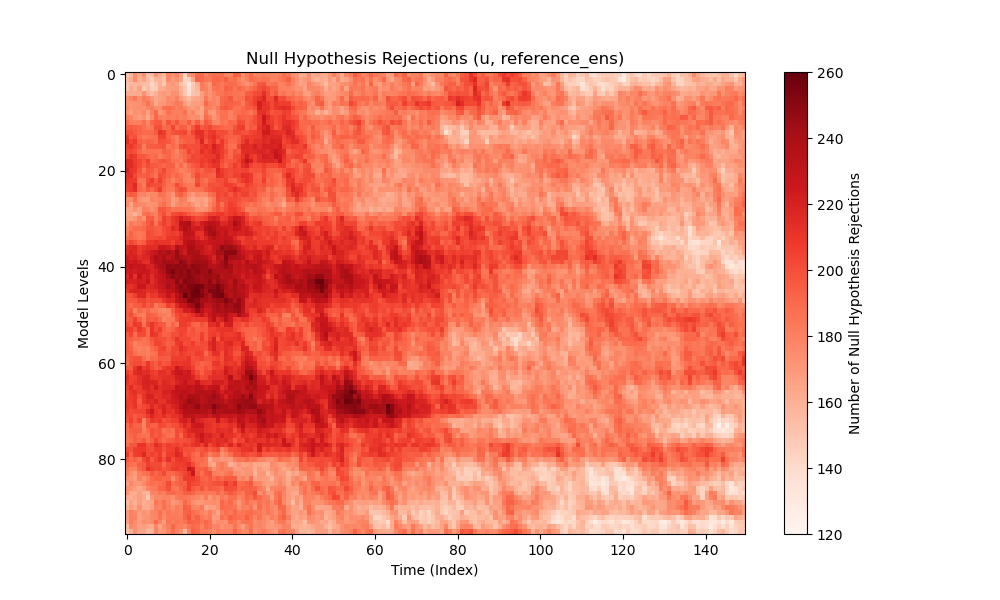 Null Hypothesis Rejections (u, reference_ens)
0
20
40
60
80
Model Levels
0 20 40 60 80 100 120 140
Time (Index)
260
240
220
200
180
160
140
120
Number of Null Hypothesis Rejections